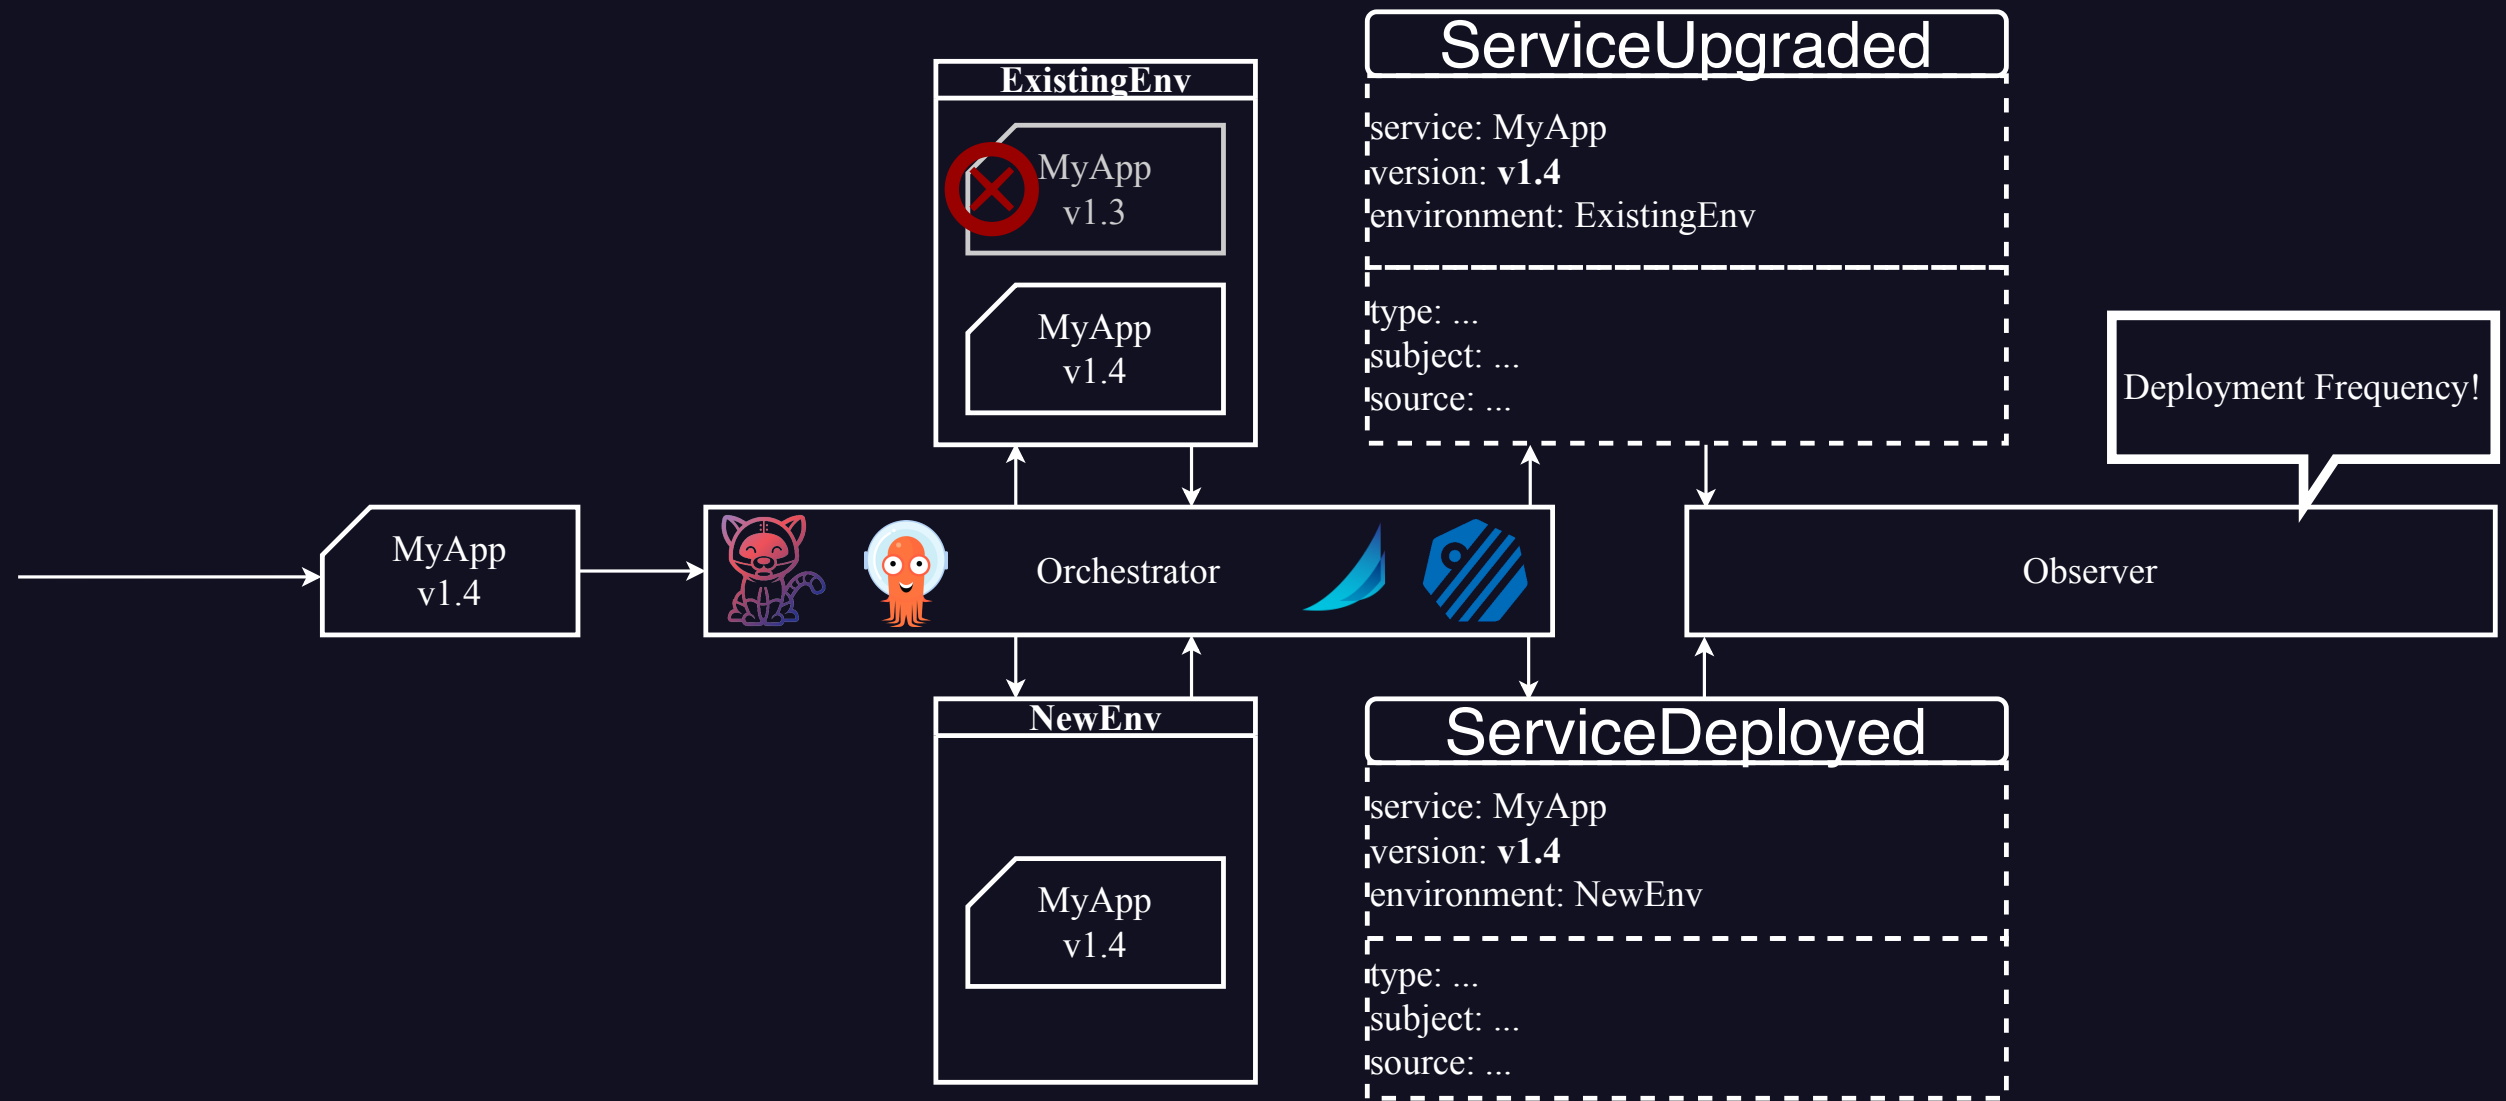 ServiceUpgraded
ExistingEnv
service: MyApp
version: v1.4
environment: ExistingEnv
MyApp
v1.3
type: ...
subject: ...
source: ...
MyApp
v1.4
Deployment Frequency!
MyApp
v1.4
Orchestrator
Observer
NewEnv
MyApp
v1.4
ServiceDeployed
service: MyApp
version: v1.4
environment: NewEnv
type: ...
subject: ...
source: ...